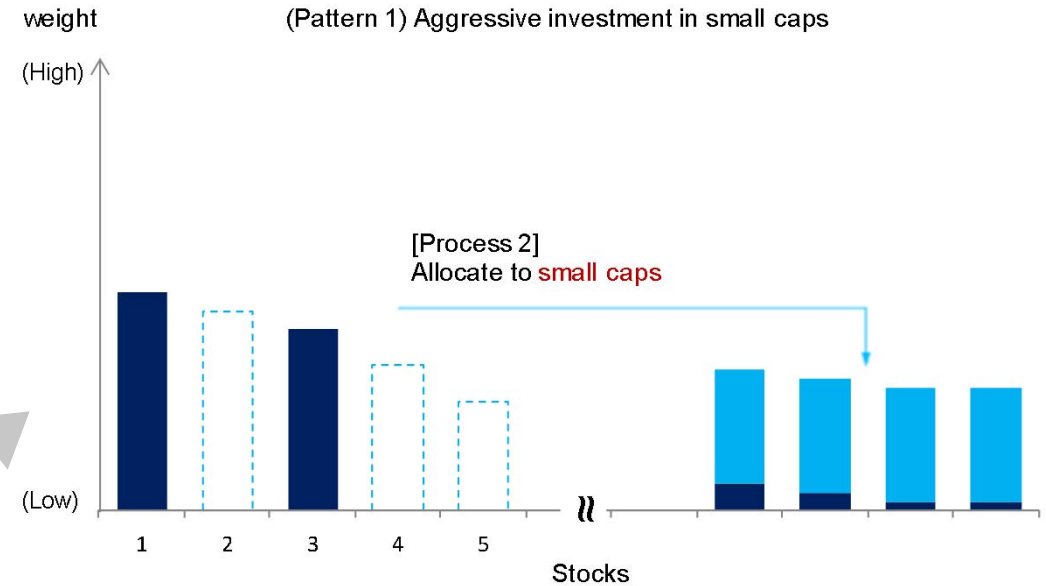 weight
(Pattern 1) Aggressive investment in small caps
(High)
[Process 2]
Allocate to small caps
(Low)
1 2 3 4 5
Stocks